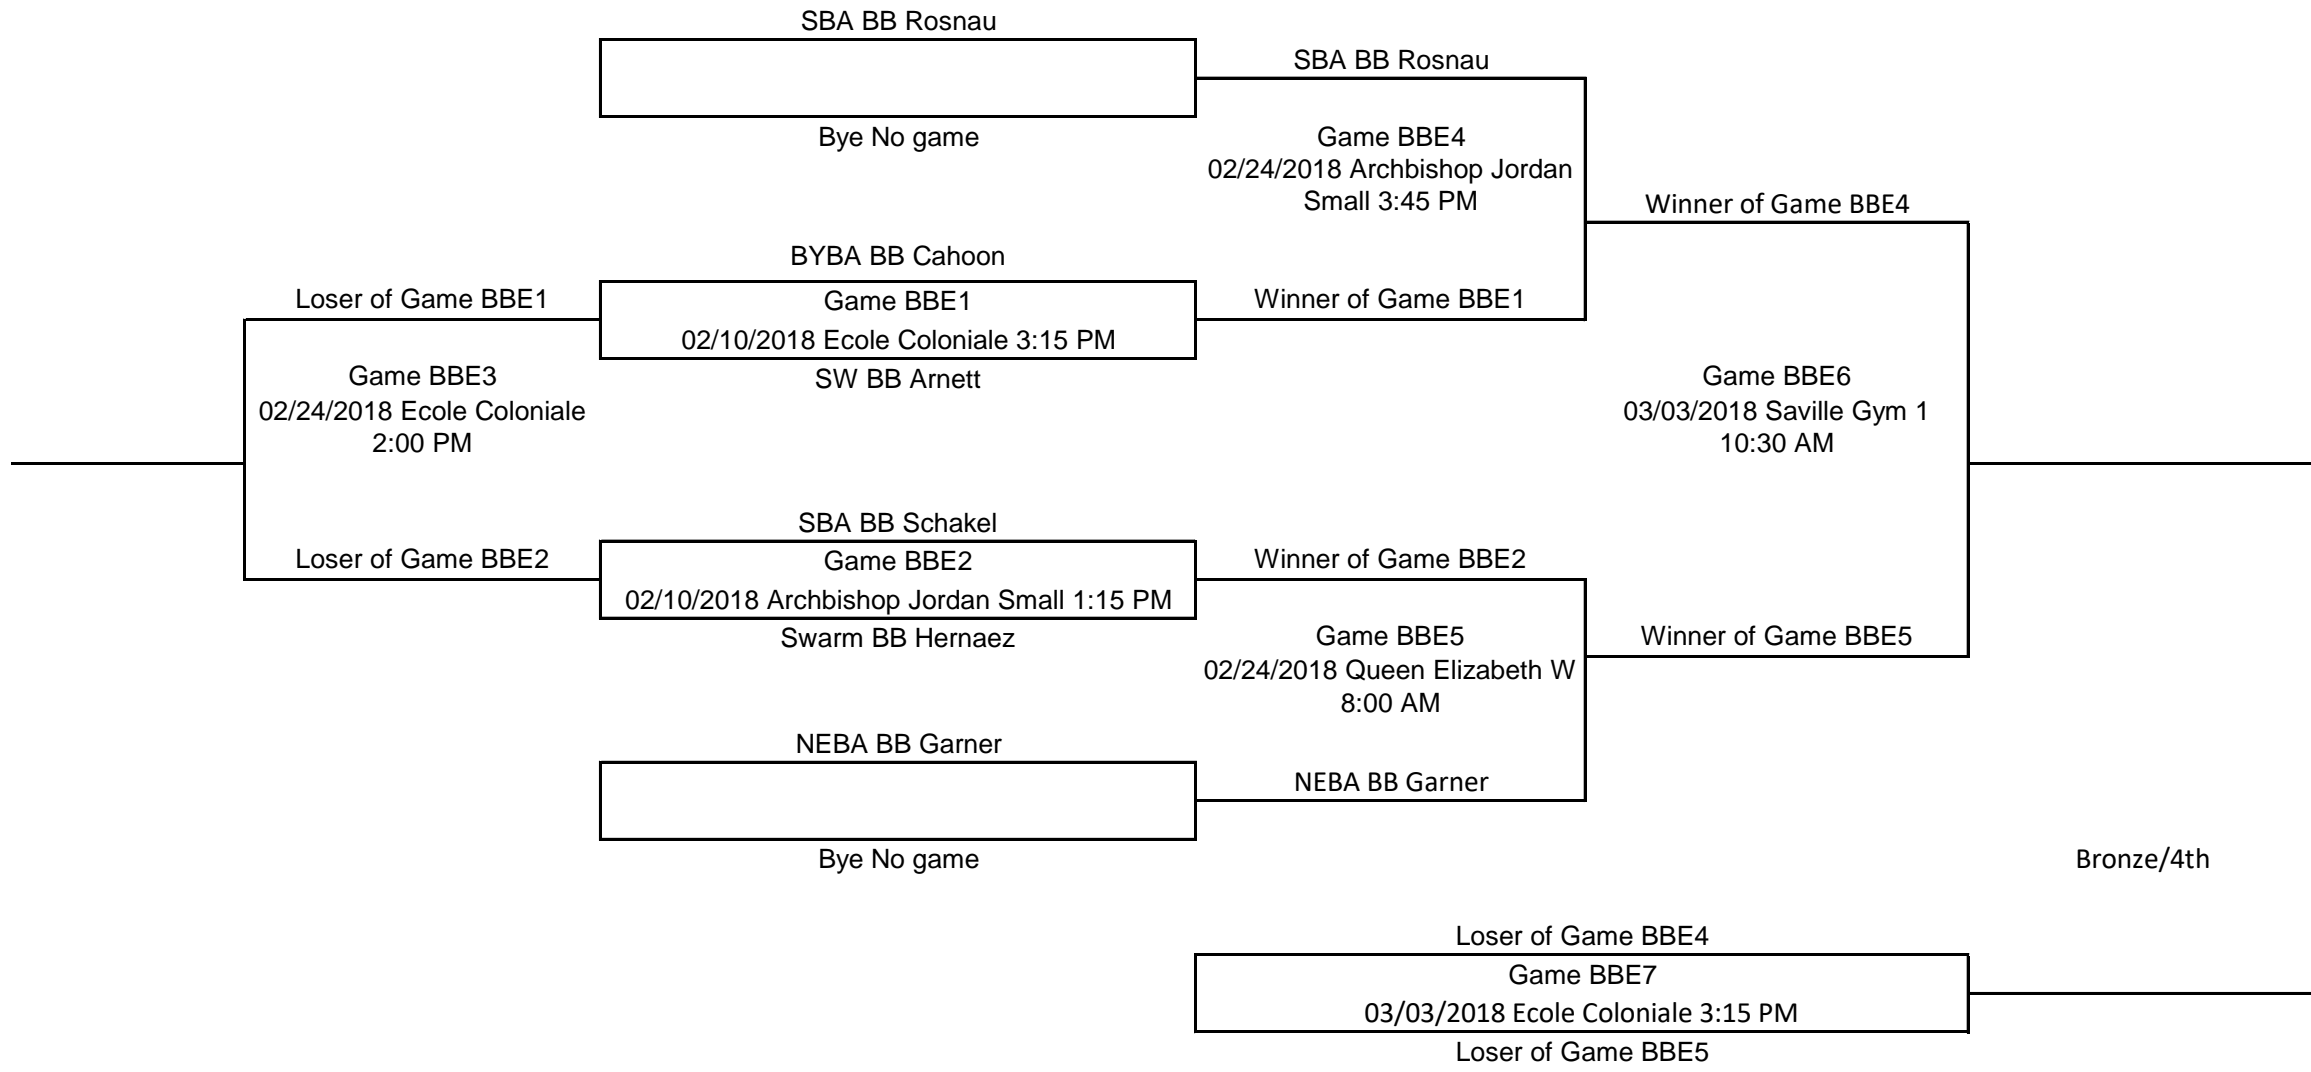 SBA BB Rosnau
SBA BB Rosnau
Bye No game
Game BBE4
02/24/2018 Archbishop Jordan
Small 3:45 PM
Winner of Game BBE4
BYBA BB Cahoon
Loser of Game BBE1
Game BBE1
Winner of Game BBE1
02/10/2018 Ecole Coloniale 3:15 PM
Game BBE3
SW BB Arnett
Game BBE6
02/24/2018 Ecole Coloniale
2:00 PM
03/03/2018 Saville Gym 1
10:30 AM
SBA BB Schakel
Loser of Game BBE2
Game BBE2
Winner of Game BBE2
02/10/2018 Archbishop Jordan Small 1:15 PM
Swarm BB Hernaez
Game BBE5
Winner of Game BBE5
02/24/2018 Queen Elizabeth W
8:00 AM
NEBA BB Garner
NEBA BB Garner
Bye No game
Bronze/4th
Loser of Game BBE4
Game BBE7
03/03/2018 Ecole Coloniale 3:15 PM
Loser of Game BBE5